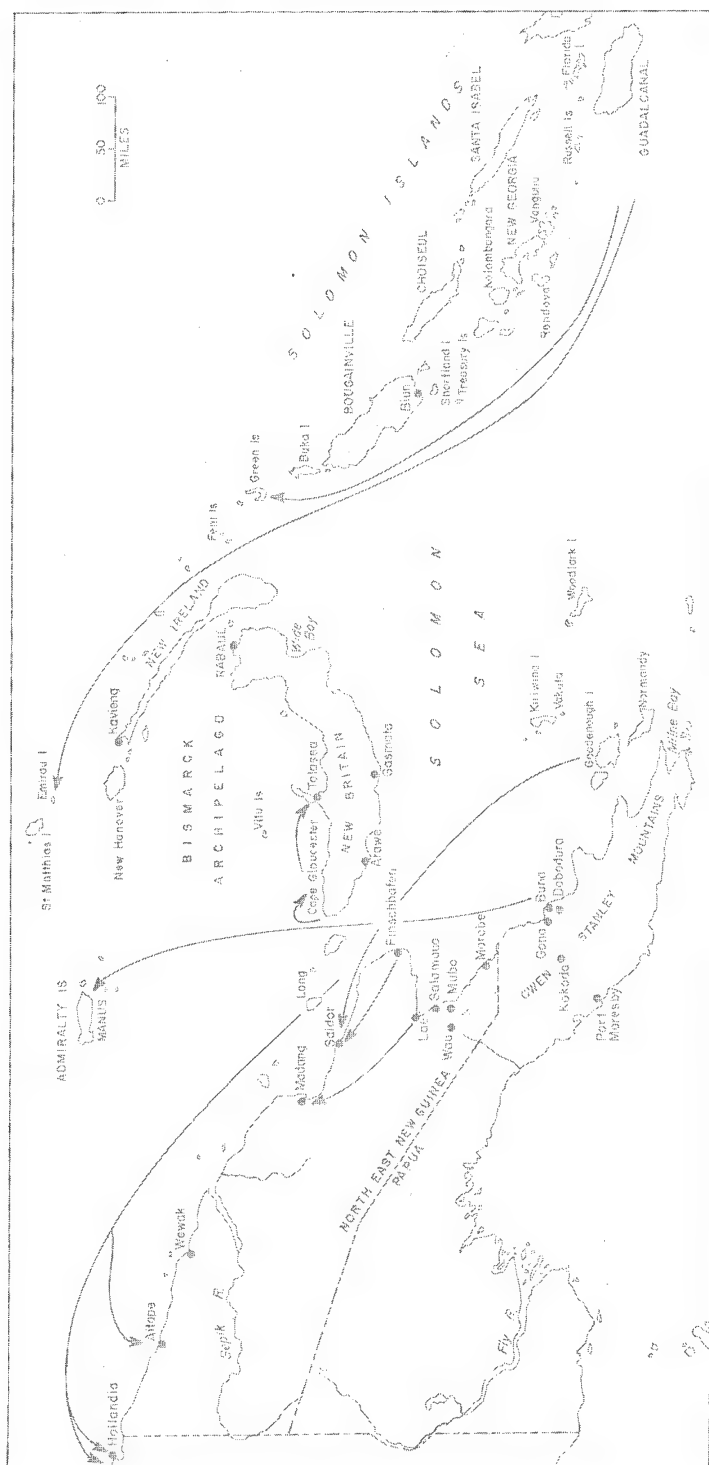 0 50 100
MILES
SOLOMON ISLANDS
St Matthias I
Emirau I
New Hanover
Kavieng
NEW IRELAND
Feni Is
Green Is
Buka I
BOUGAINVILLE
CHOISEUL
SANTA ISABEL
Shortland I
Treasury Is
Kolombangara
NEW GEORGIA
Vangunu
Rendova
Russell Is
Florida I
GUADALCANAL
ADMIRALTY IS
MANUS
BISMARCK
ARCHIPELAGO
Vitu Is
RABAUL
Wide
Bay
Cape Gloucester
Talasea
NEW BRITAIN
Arawe
Gasmata
SOLOMON
SEA
Hollandia
Aitape
Wewak
Sepik R
Madang
Long
Saidor
Finschhafen
Lae
Salamaua
Wau
Mubo
Morobe
NORTH EAST NEW GUINEA
PAPUA
Fly R
Kiriwina I
Vakuta
Woodlark I
Goodenough I
Normanby
Milne Bay
Buna
Gona
Dobodura
Kokoda
OWEN STANLEY MOUNTAINS
Port
Moresby